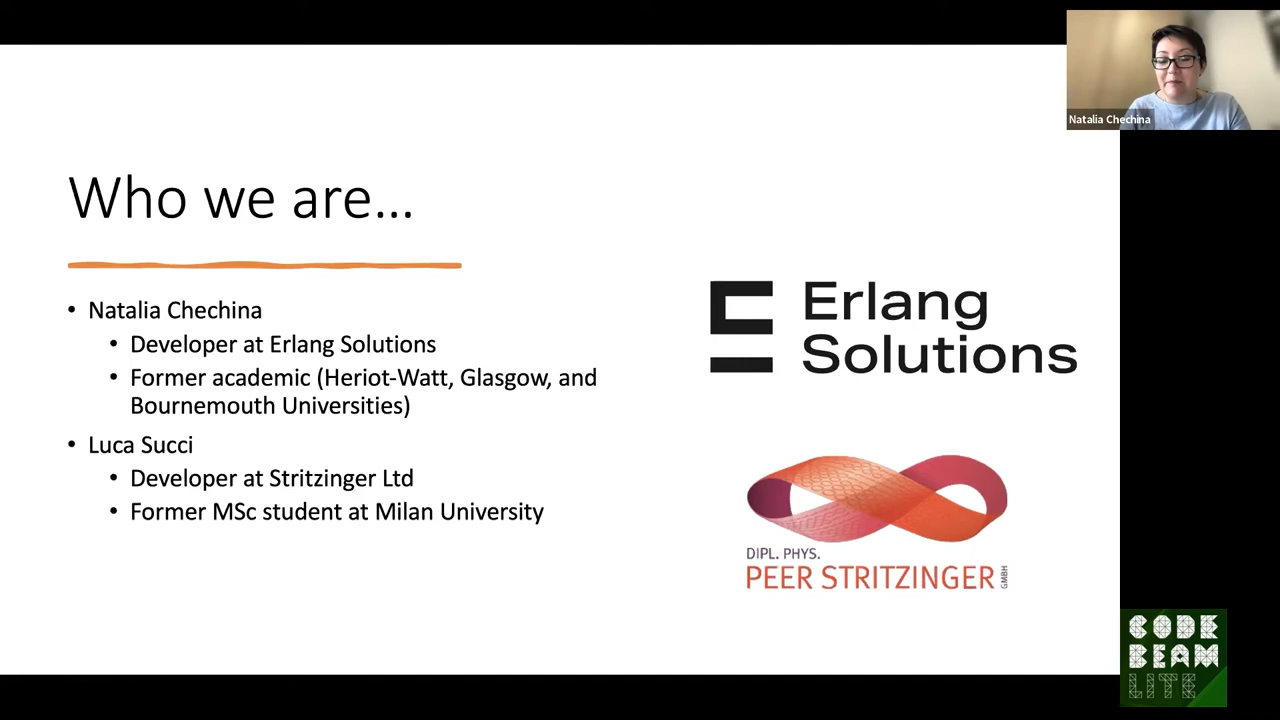 Natalia Chechina
Who we are...
• Natalia Chechina
• Developer at Erlang Solutions
• Former academic (Heriot-Watt, Glasgow, and
Bournemouth Universities)
• Luca Succi
• Developer at Stritzinger Ltd
• Former MSc student at Milan University
Erlang
Solutions
DIPL. PHYS.
PEER STRITZINGER GMBH
CODE
BEAM
LITE